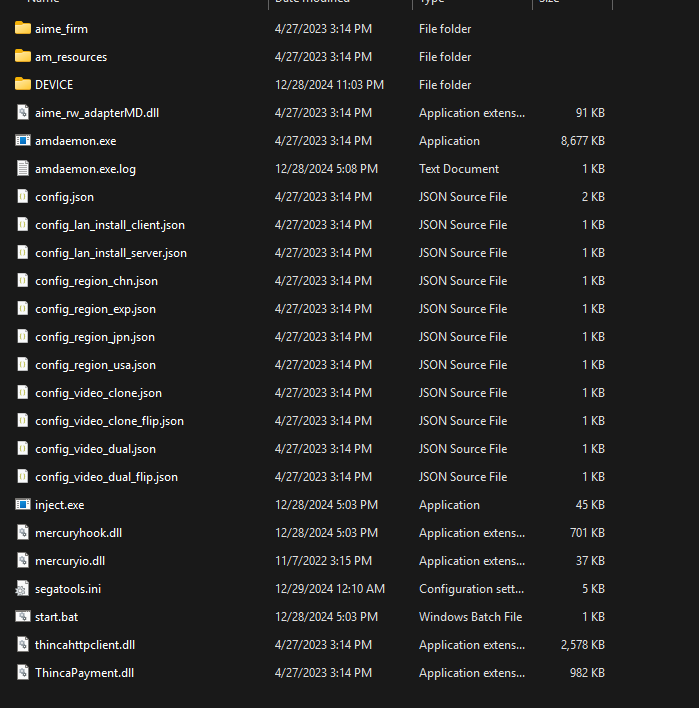 Name Date modified Type Size
aime_firm 4/27/2023 3:14 PM File folder
am_resources 4/27/2023 3:14 PM File folder
DEVICE 12/28/2024 11:03 PM File folder
aime_rw_adapterMD.dll 4/27/2023 3:14 PM Application extens... 91 KB
amdaemon.exe 4/27/2023 3:14 PM Application 8,677 KB
amdaemon.exe.log 12/28/2024 5:08 PM Text Document 1 KB
config.json 4/27/2023 3:14 PM JSON Source File 2 KB
config_lan_install_client.json 4/27/2023 3:14 PM JSON Source File 1 KB
config_lan_install_server.json 4/27/2023 3:14 PM JSON Source File 1 KB
config_region_chn.json 4/27/2023 3:14 PM JSON Source File 1 KB
config_region_exp.json 4/27/2023 3:14 PM JSON Source File 1 KB
config_region_jpn.json 4/27/2023 3:14 PM JSON Source File 1 KB
config_region_usa.json 4/27/2023 3:14 PM JSON Source File 1 KB
config_video_clone.json 4/27/2023 3:14 PM JSON Source File 1 KB
config_video_clone_flip.json 4/27/2023 3:14 PM JSON Source File 1 KB
config_video_dual.json 4/27/2023 3:14 PM JSON Source File 1 KB
config_video_dual_flip.json 4/27/2023 3:14 PM JSON Source File 1 KB
inject.exe 12/28/2024 5:03 PM Application 45 KB
mercuryhook.dll 12/28/2024 5:03 PM Application extens... 701 KB
mercuryio.dll 11/7/2022 3:15 PM Application extens... 37 KB
segatools.ini 12/29/2024 12:10 AM Configuration sett... 5 KB
start.bat 12/28/2024 5:03 PM Windows Batch File 1 KB
thincahttpclient.dll 4/27/2023 3:14 PM Application extens... 2,578 KB
ThincaPayment.dll 4/27/2023 3:14 PM Application extens... 982 KB